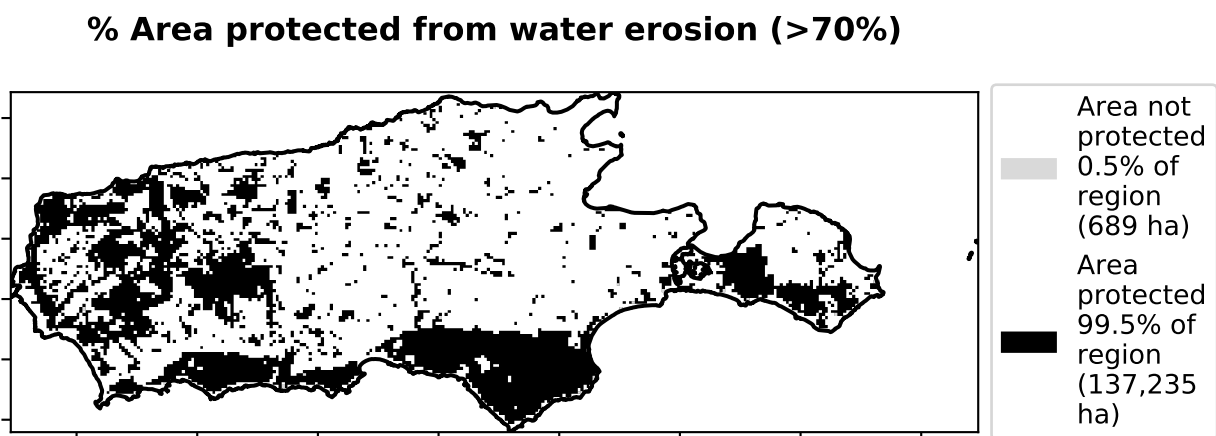 % Area protected from water erosion (>70%)
Area not
protected
0.5% of
region
(689 ha)
Area
protected
99.5% of
region
(137,235
ha)